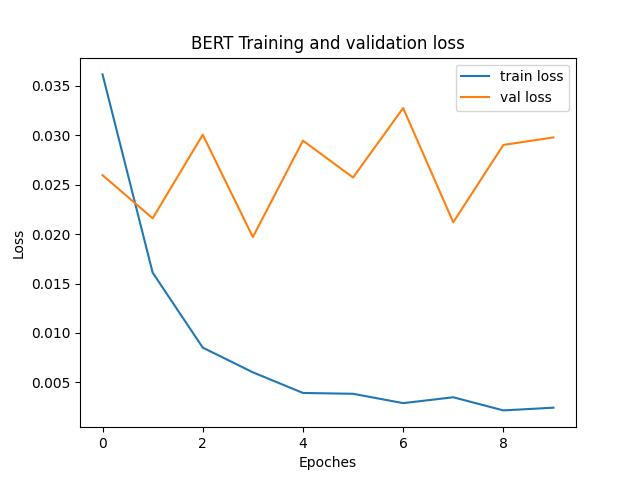 BERT Training and validation loss
train loss
val loss
0.035
0.030
0.025
0.020
0.015
0.010
0.005
Loss
0 2 4 6 8
Epoches